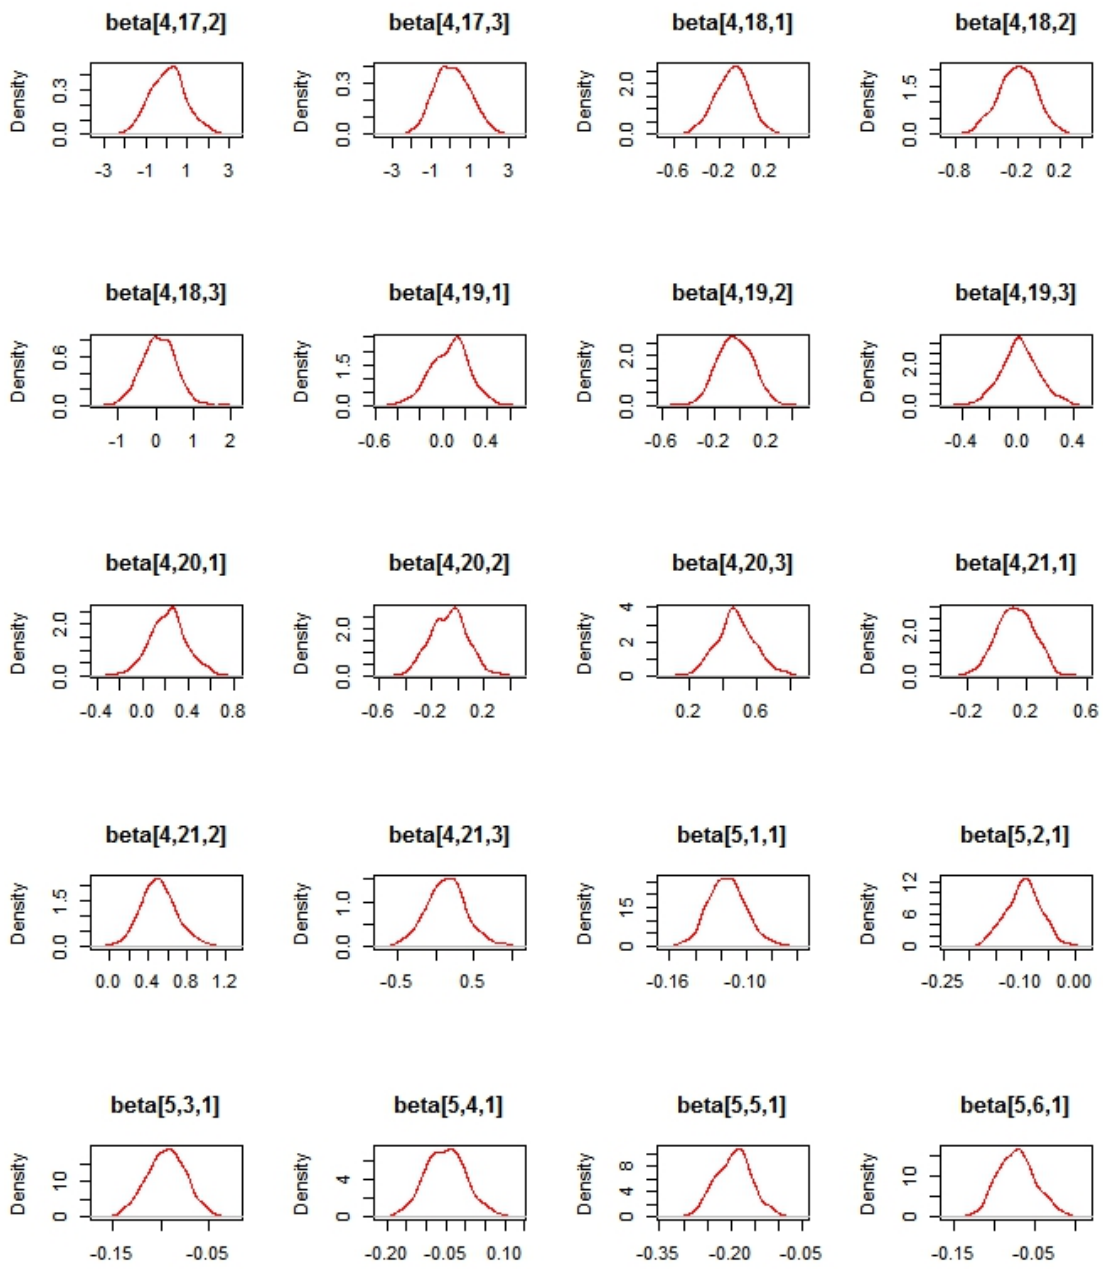 beta[4,17,2] beta[4,17,3] beta[4,18,1] beta[4,18,2]
Density 0.0 0.3 Density 0.0 0.3 Density 0.0 2.0 Density 0.0 1.5
-3 -1 1 3 -3 -1 1 3 -0.6 -0.2 0.2 -0.8 -0.2 0.2
beta[4,18,3] beta[4,19,1] beta[4,19,2] beta[4,19,3]
Density 0.0 0.6 Density 0.0 1.5 Density 0.0 2.0 Density 0.0 2.0
-1 0 1 2 -0.6 0.0 0.4 -0.6 -0.2 0.2 -0.4 0.0 0.4
beta[4,20,1] beta[4,20,2] beta[4,20,3] beta[4,21,1]
Density 0.0 2.0 Density 0.0 2.0 Density 0 2 4 Density 0.0 2.0
-0.4 0.0 0.4 0.8 -0.6 -0.2 0.2 0.2 0.6 -0.2 0.2 0.6
beta[4,21,2] beta[4,21,3] beta[5,1,1] beta[5,2,1]
Density 0.0 1.5 Density 0.0 1.0 Density 0 15 Density 0 6 12
0.0 0.4 0.8 1.2 -0.5 0.5 -0.16 -0.10 -0.25 -0.10 0.00
beta[5,3,1] beta[5,4,1] beta[5,5,1] beta[5,6,1]
Density 0 10 Density 0 4 Density 0 4 8 Density 0 10
-0.15 -0.05 -0.20 -0.05 0.10 -0.35 -0.20 -0.05 -0.15 -0.05